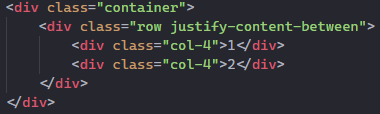 <div class="container">
    <div class="row justify-content-between">
        <div class="col-4">1</div>
        <div class="col-4">2</div>
    </div>
</div>